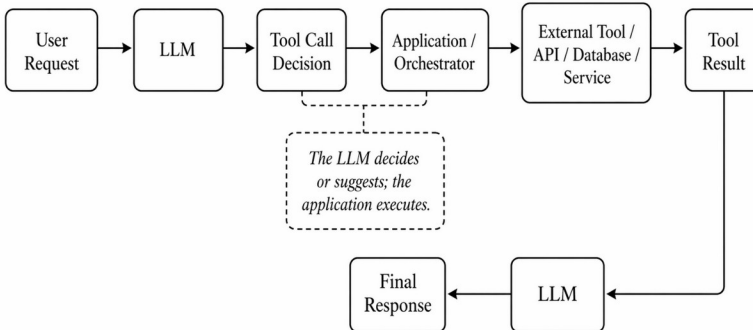 User
Request
LLM
Tool Call
Decision
Application /
Orchestrator
External Tool /
API / Database /
Service
Tool
Result
The LLM decides
or suggests; the
application executes.
Final
Response
LLM